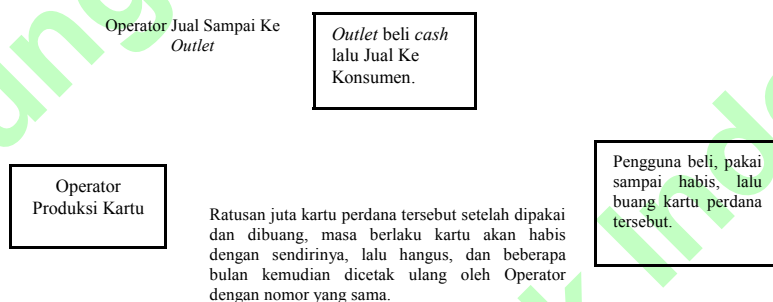 Operator Jual Sampai Ke
Outlet
Outlet beli cash
lalu Jual Ke
Konsumen.
Operator
Produksi Kartu
Pengguna beli, pakai
sampai habis, lalu
buang kartu perdana
tersebut.
Ratusan juta kartu perdana tersebut setelah dipakai
dan dibuang, masa berlaku kartu akan habis
dengan sendirinya, lalu hangus, dan beberapa
bulan kemudian dicetak ulang oleh Operator
dengan nomor yang sama.